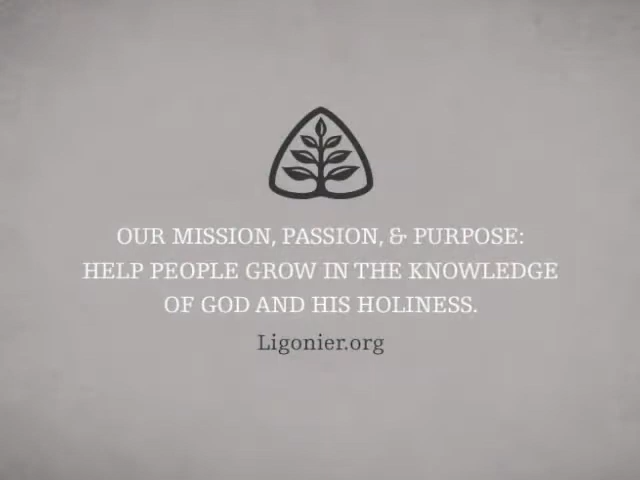 OUR MISSION, PASSION, & PURPOSE:
HELP PEOPLE GROW IN THE KNOWLEDGE
OF GOD AND HIS HOLINESS.
Ligonier.org